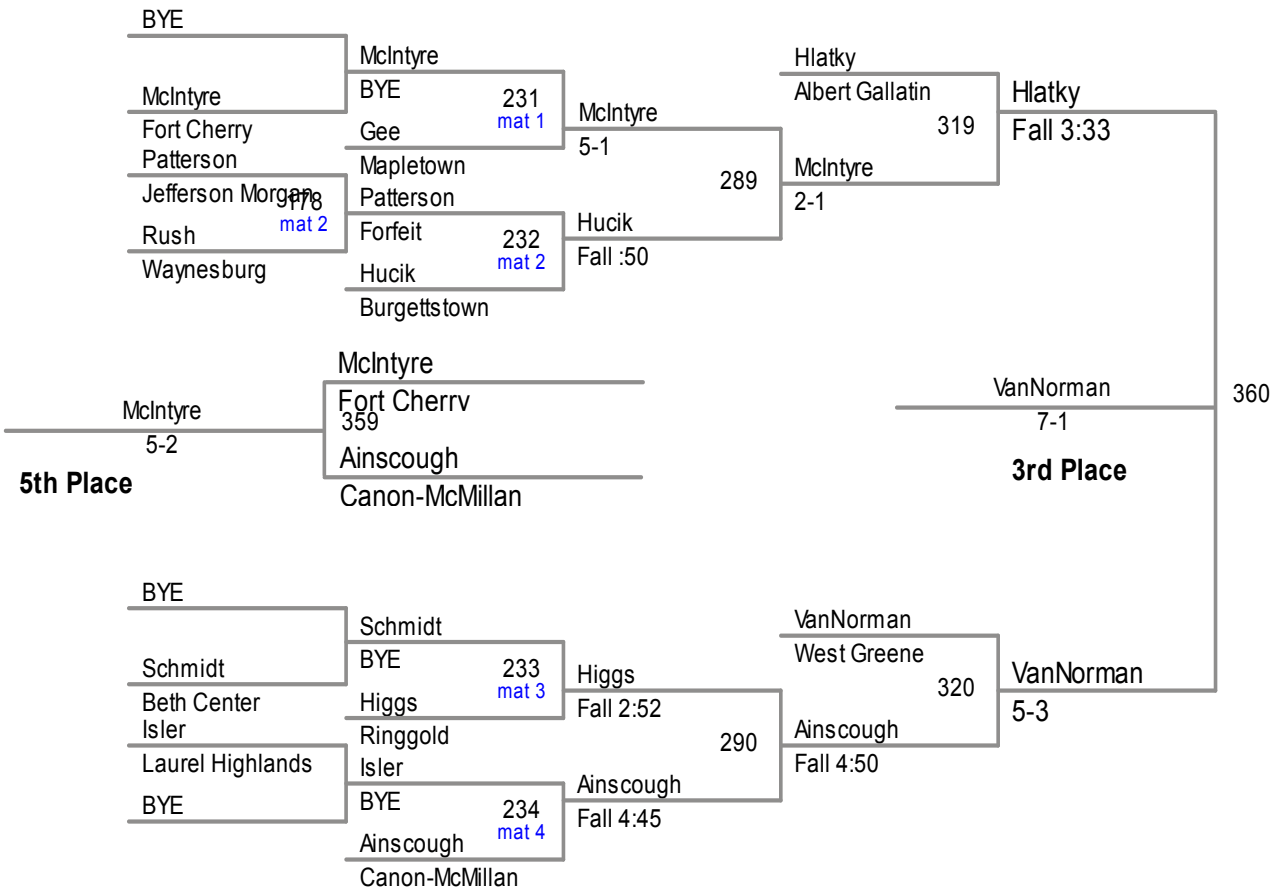 BYE
McIntyre
BYE
231
mat 1
McIntyre
Fort Cherry
Gee
Mapletown
McIntyre
5-1
Patterson
Jefferson Morgan
178
mat 2
Rush
Waynesburg
Patterson
Forfeit
232
mat 2
Hucik
Burgettstown
Hucik
Fall :50
289
Hlatky
Albert Gallatin
319
McIntyre
2-1
Hlatky
Fall 3:33
McIntyre
Fort Cherry
359
Ainscough
Canon-McMillan
McIntyre
5-2
5th Place
VanNorman
7-1
3rd Place
360
BYE
Schmidt
BYE
233
mat 3
Schmidt
Beth Center
Higgs
Ringgold
Higgs
Fall 2:52
Isler
Laurel Highlands
BYE
Isler
BYE
234
mat 4
Ainscough
Canon-McMillan
Ainscough
Fall 4:45
290
VanNorman
West Greene
320
Ainscough
Fall 4:50
VanNorman
5-3